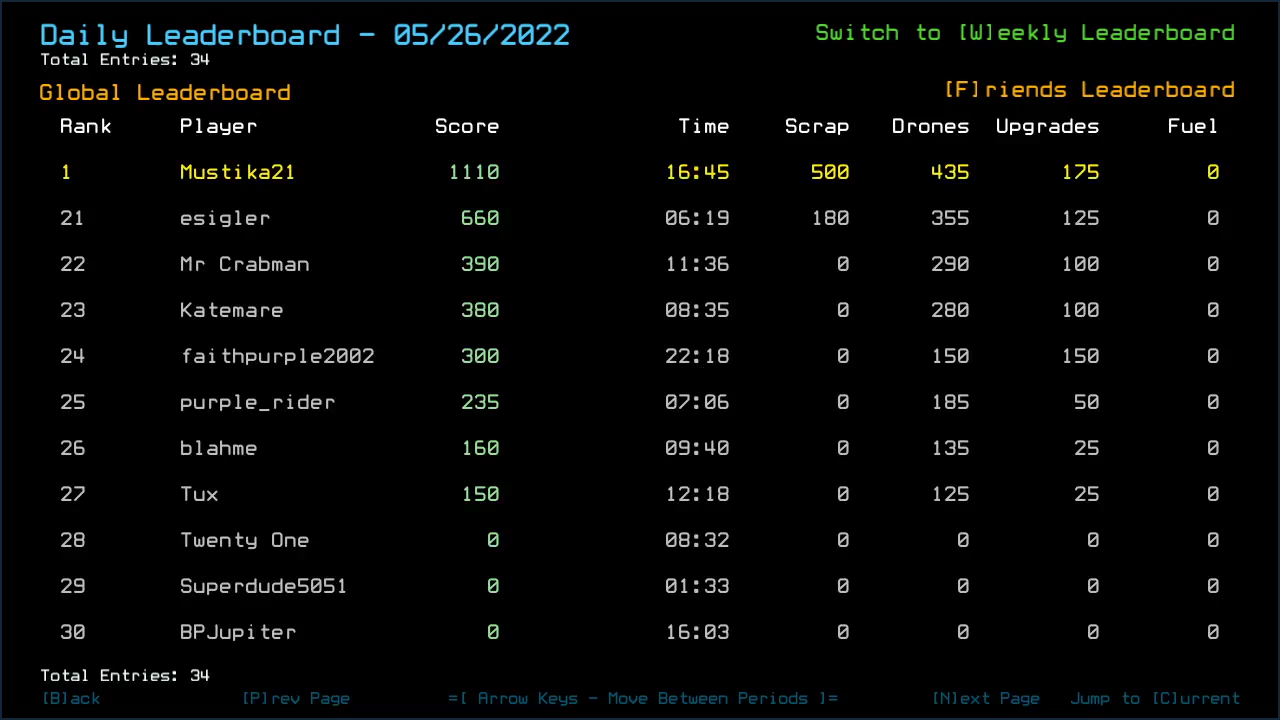 Daily Leaderboard - 05/26/2022 Switch to [W]eekly Leaderboard
Total Entries: 34
Global Leaderboard [F]riends Leaderboard
Rank Player Score Time Scrap Drones Upgrades Fuel
1 Mustika21 1110 16:45 500 435 175 0
21 esigler 660 06:19 180 355 125 0
22 Mr Crabman 390 11:36 0 290 100 0
23 Katemare 380 08:35 0 280 100 0
24 faithpurple2002 300 22:18 0 150 150 0
25 purple_rider 235 07:06 0 185 50 0
26 blahme 160 09:40 0 135 25 0
27 Tux 150 12:18 0 125 25 0
28 Twenty One 0 08:32 0 0 0 0
29 Superdude5051 0 01:33 0 0 0 0
30 BPJupiter 0 16:03 0 0 0 0
Total Entries: 34
[B]ack [P]rev Page =[ Arrow Keys - Move Between Periods ]= [N]ext Page Jump to [C]urrent